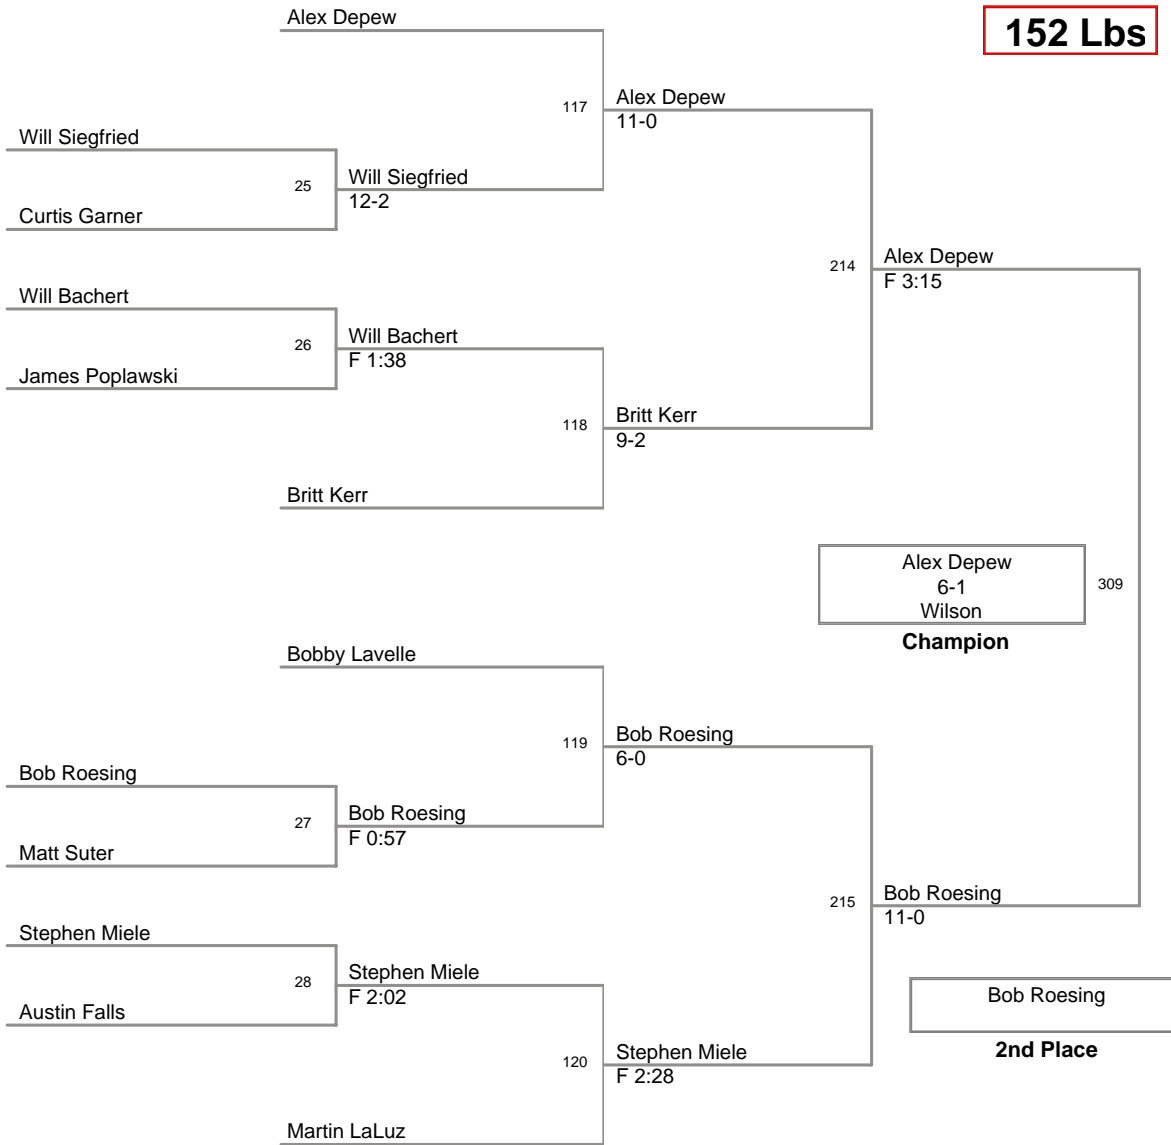 Alex Depew
152 Lbs
117
Alex Depew
11-0
Will Siegfried
25
Will Siegfried
12-2
Curtis Garner
214
Alex Depew
F 3:15
Will Bachert
26
Will Bachert
F 1:38
James Poplawski
118
Britt Kerr
9-2
Britt Kerr
Alex Depew
6-1
Wilson
309
Champion
Bobby Lavelle
119
Bob Roesing
6-0
Bob Roesing
27
Bob Roesing
F 0:57
Matt Suter
215
Bob Roesing
11-0
Stephen Miele
28
Stephen Miele
F 2:02
Austin Falls
Bob Roesing
2nd Place
120
Stephen Miele
F 2:28
Martin LaLuz